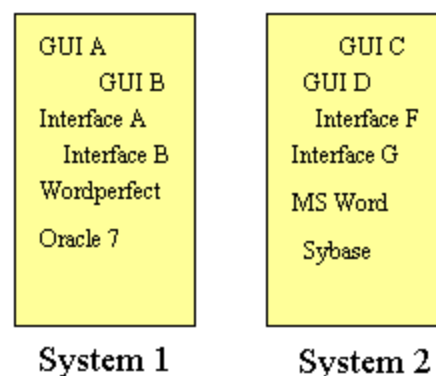 GUI A
GUI B
Interface A
Interface B
Wordperfect
Oracle 7
System 1
GUI C
GUI D
Interface F
Interface G
MS Word
Sybase
System 2